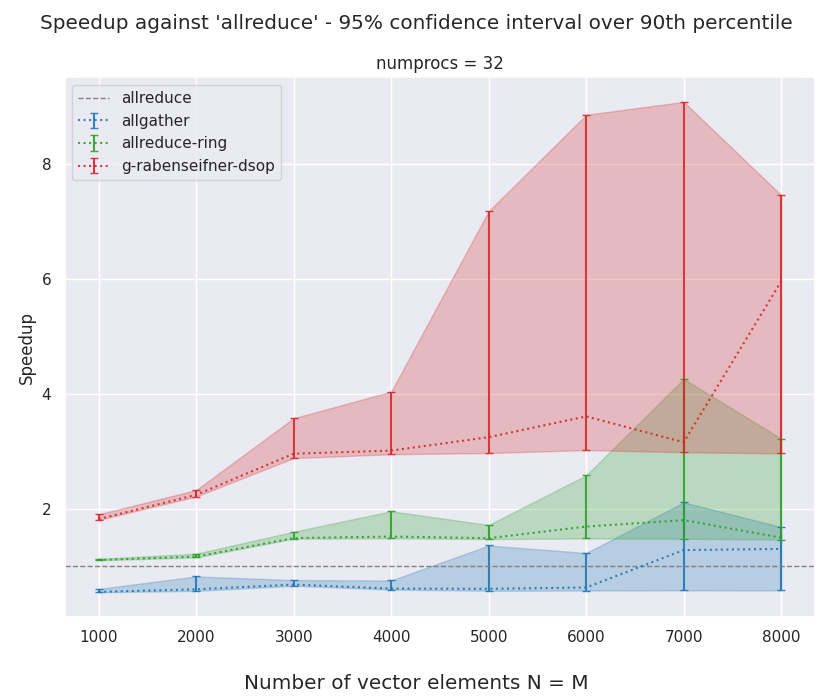 Speedup against 'allreduce' - 95% confidence interval over 90th percentile
numprocs = 32
allreduce
allgather
allreduce-ring
g-rabenseifner-dsop
Speedup
8
6
4
2
1000 2000 3000 4000 5000 6000 7000 8000
Number of vector elements N = M